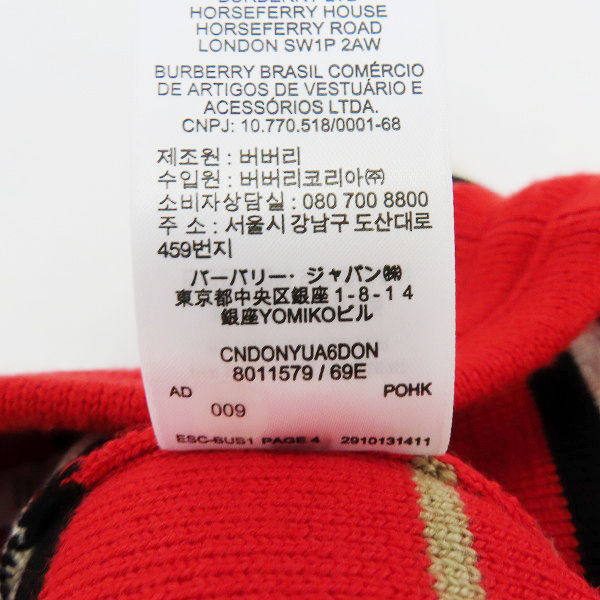 BURBERRY LTD
HORSEFERRY HOUSE
HORSEFERRY ROAD
LONDON SW1P 2AW
BURBERRY BRASIL COMÉRCIO
DE ARTIGOS DE VESTUÁRIO E
ACESSÓRIOS LTDA.
CNPJ: 10.770.518/0001-68
제조원 : 버버리
수입원 : 버버리코리아㈜
소비자상담실 : 080 700 8800
주 소 : 서울시 강남구 도산대로
459번지
バーバリー・ジャパン㈱
東京都中央区銀座1-8-14
銀座YOMIKOビル
CNDONYUA6DON
8011579 / 69E
AD POHK
009
ESC-BUS1 PAGE 4 2910131411